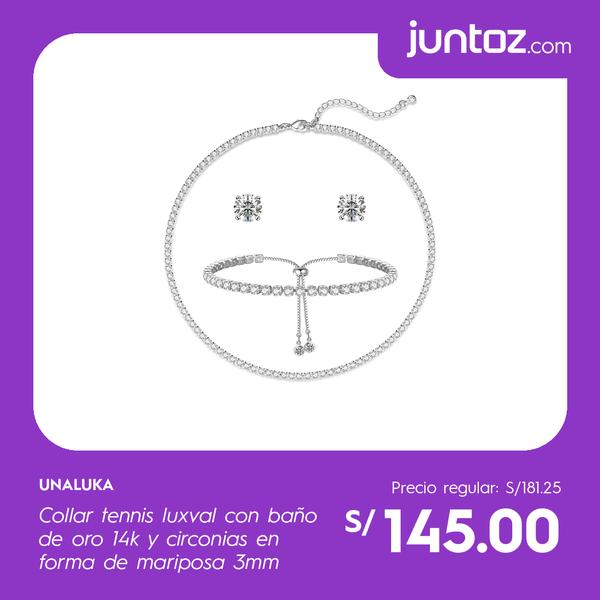 juntoz.com
UNALUKA
Collar tennis luxval con baño
de oro 14k y circonias en
forma de mariposa 3mm
Precio regular: S/181.25
S/145.00